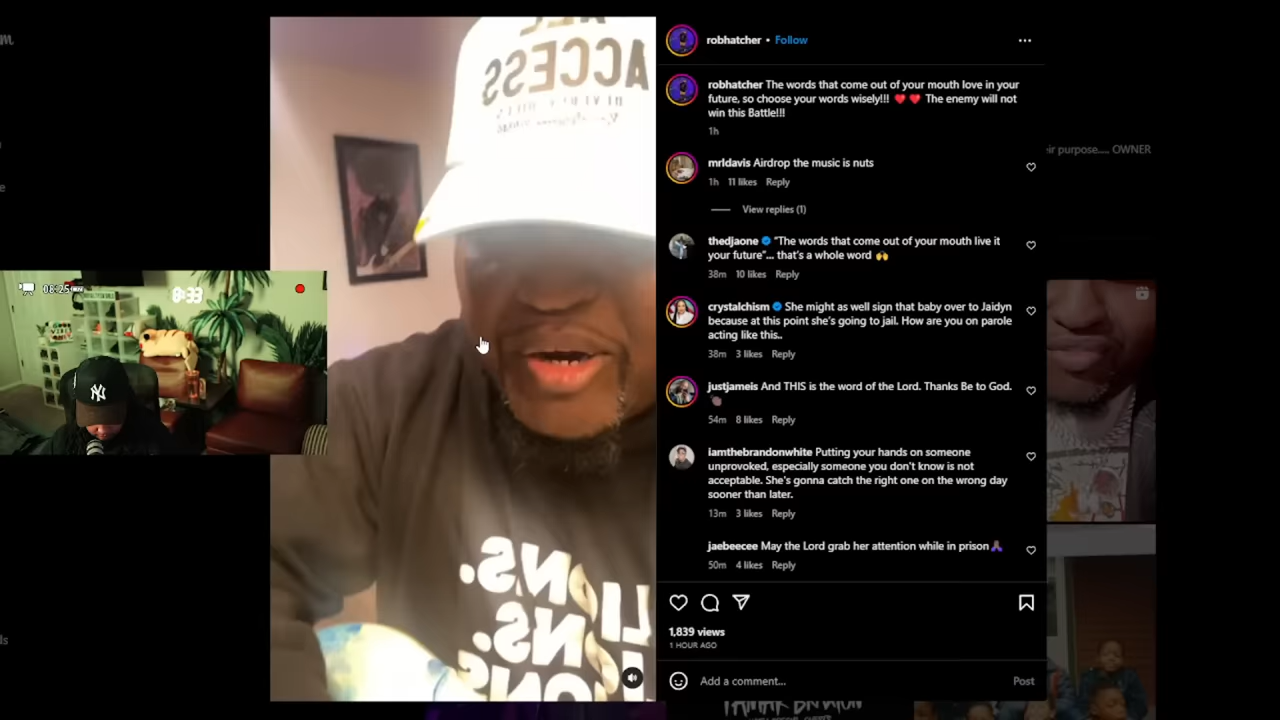 m
robhatcher • Follow
robhatcher The words that come out of your mouth love in your
future, so choose your words wisely!!! ❤️ ❤️ The enemy will not
win this Battle!!!
1h
mrldavis Airdrop the music is nuts
1h 11 likes Reply
View replies (1)
thedjaone "The words that come out of your mouth live it
your future"... that's a whole word 🙌
38m 10 likes Reply
crystalchism She might as well sign that baby over to Jaidyn
because at this point she's going to jail. How are you on parole
acting like this..
38m 3 likes Reply
justjameis And THIS is the word of the Lord. Thanks Be to God.
54m 8 likes Reply
iamthebrandonwhite Putting your hands on someone
unprovoked, especially someone you don't know is not
acceptable. She's gonna catch the right one on the wrong day
sooner than later.
13m 3 likes Reply
jaebeecee May the Lord grab her attention while in prison🙏🏾
50m 4 likes Reply
1,839 views
1 HOUR AGO
Add a comment... Post
eir purpose.... OWNER
ACCESS
LIONS.
ONS.
08:25
8:33
NY